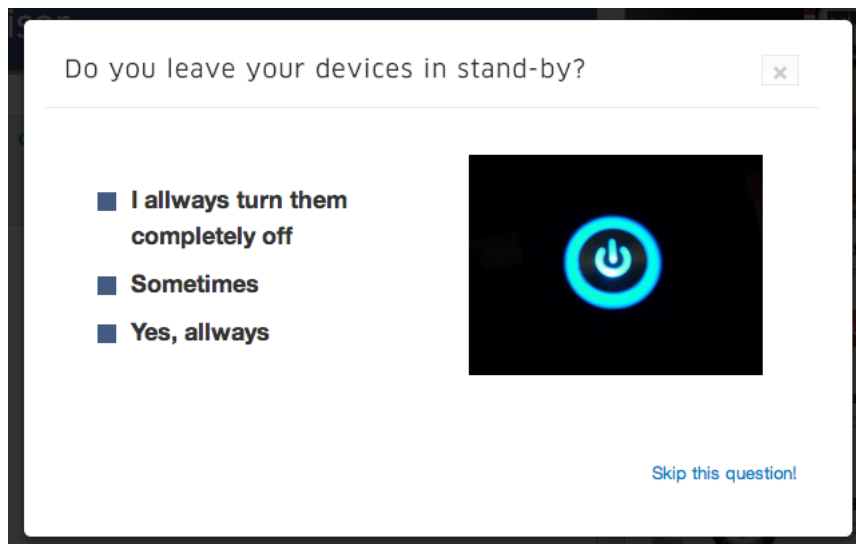 Do you leave your devices in stand-by?
I allways turn them
completely off
Sometimes
Yes, allways
Skip this question!